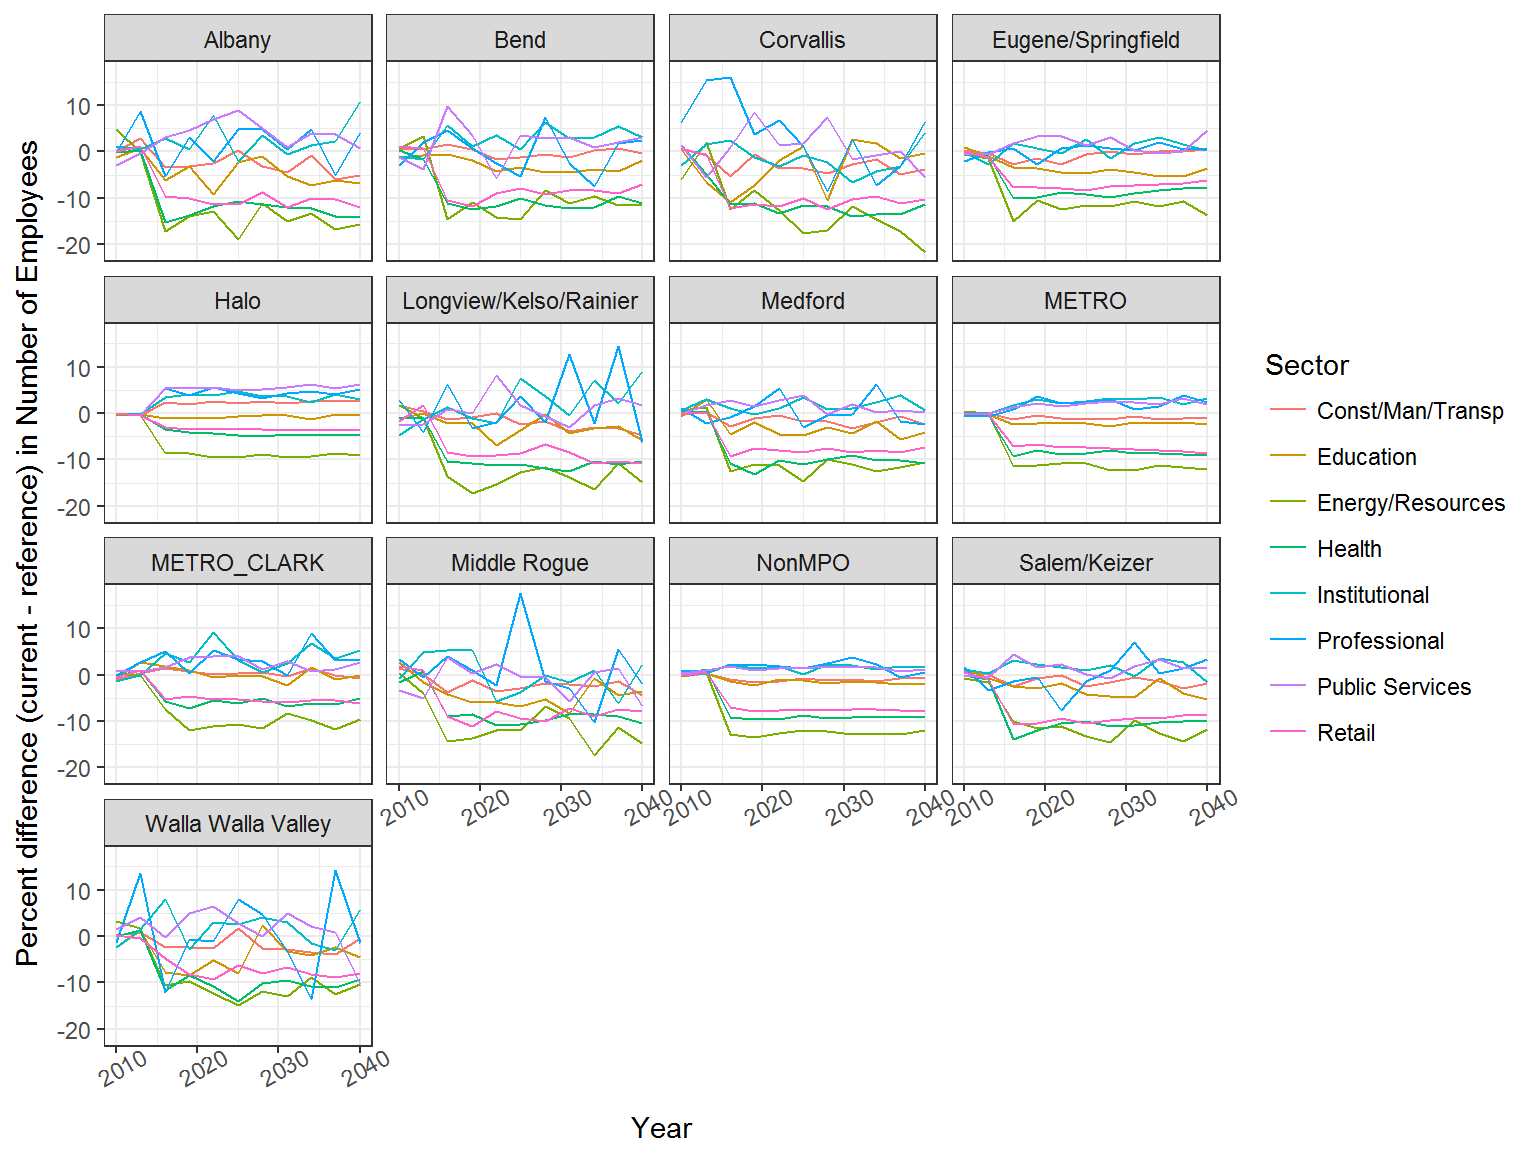 Percent difference (current - reference) in Number of Employees
Albany
Bend
Corvallis
Eugene/Springfield
10
0
-10
-20
Halo
Longview/Kelso/Rainier
Medford
METRO
10
0
-10
-20
METRO_CLARK
Middle Rogue
NonMPO
Salem/Keizer
10
0
-10
-20
2010 2020 2030 2040
2010 2020 2030 2040
2010 2020 2030 2040
Walla Walla Valley
10
0
-10
-20
2010 2020 2030 2040
Year
Sector
Const/Man/Transp
Education
Energy/Resources
Health
Institutional
Professional
Public Services
Retail